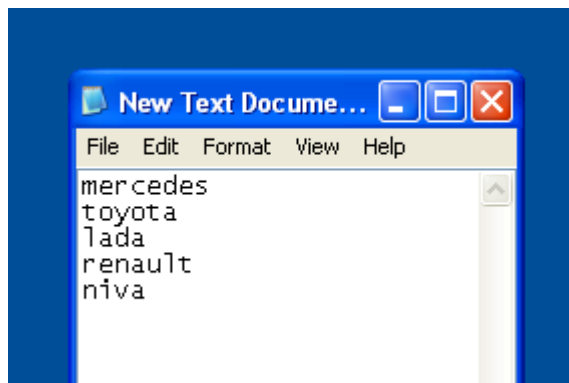 New Text Docume...
File Edit Format View Help
mercedes
toyota
lada
renault
niva